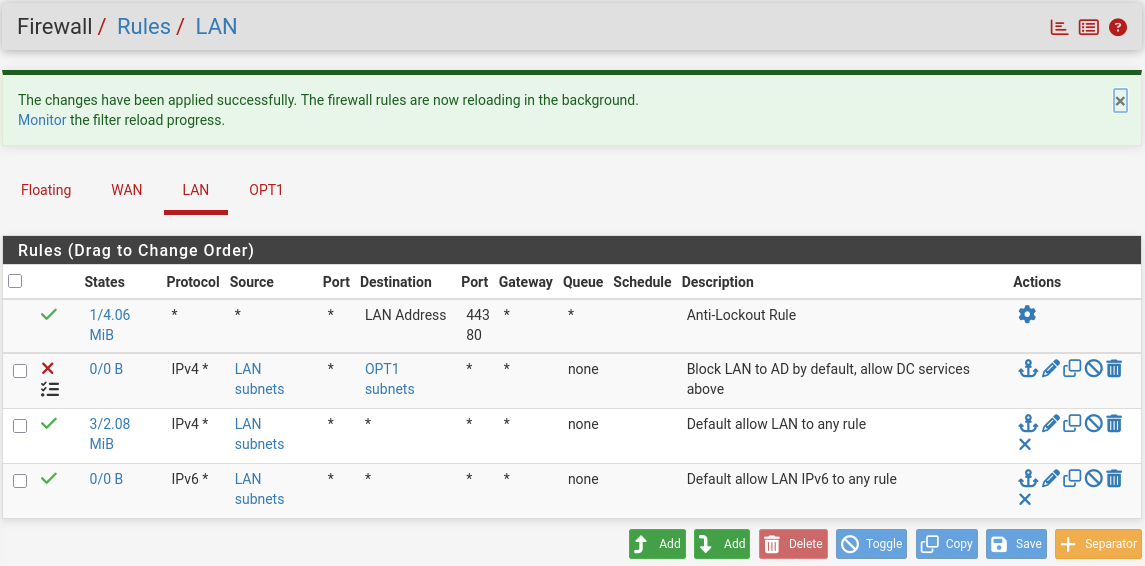 Firewall / Rules / LAN
The changes have been applied successfully. The firewall rules are now reloading in the background.
Monitor the filter reload progress.
×
Floating WAN LAN OPT1
Rules (Drag to Change Order)
States Protocol Source Port Destination Port Gateway Queue Schedule Description Actions
1/4.06 * * * LAN Address 443 * * Anti-Lockout Rule
MiB 80
0/0 B IPv4 * LAN * OPT1 * * none Block LAN to AD by default, allow DC services
subnets subnets above
3/2.08 IPv4 * LAN * * * * none Default allow LAN to any rule
MiB subnets
0/0 B IPv6 * LAN * * * * none Default allow LAN IPv6 to any rule
subnets
Add Add Delete Toggle Copy Save Separator